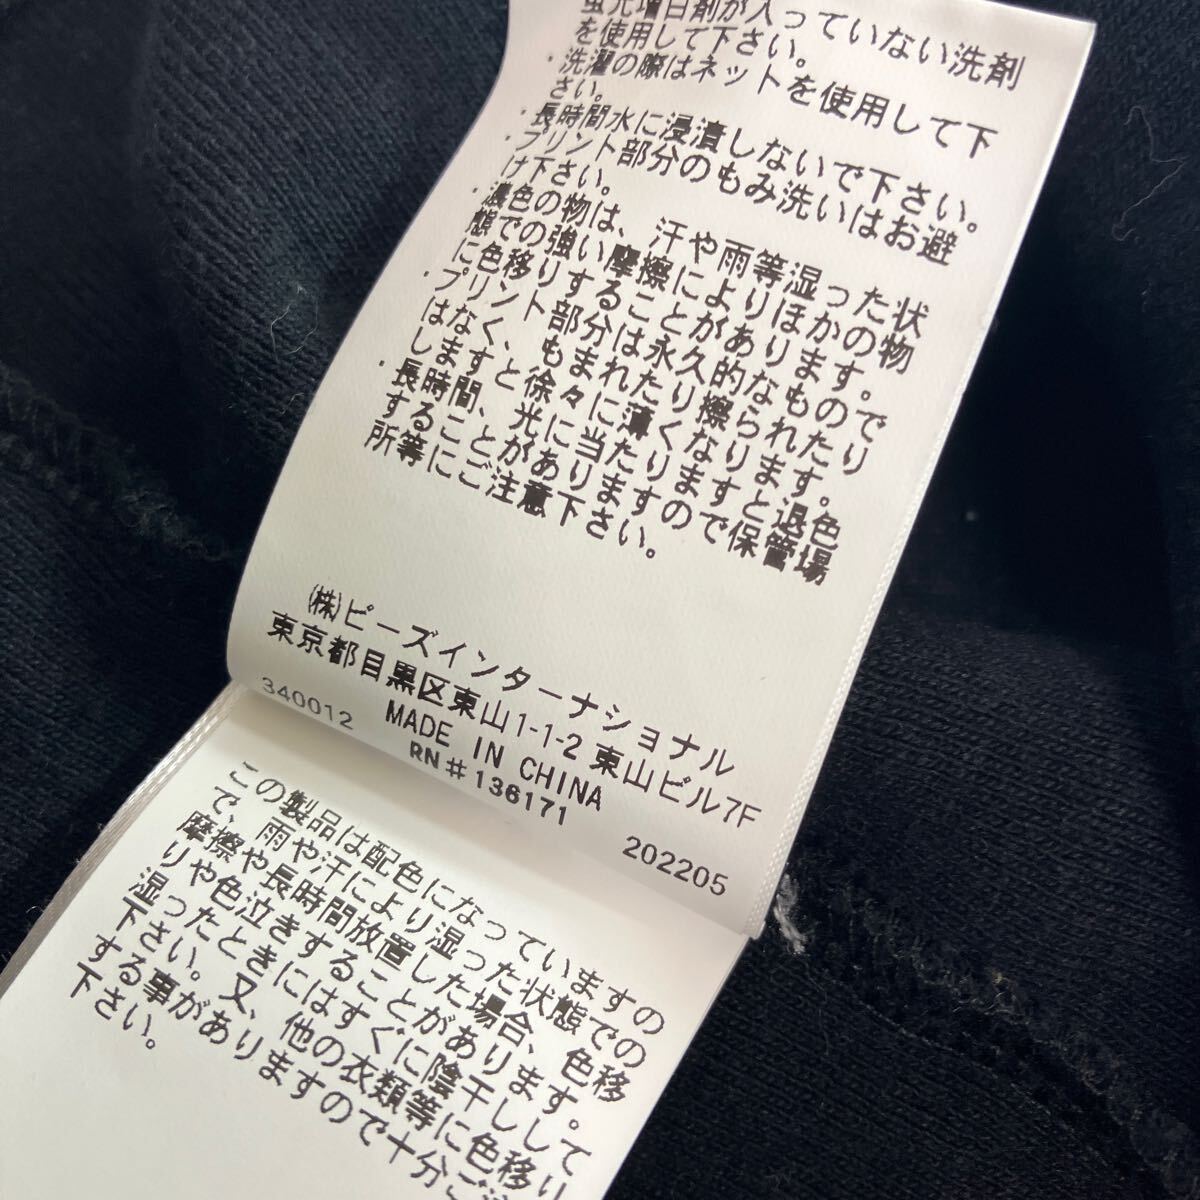 蛍光増白剤が入っていない洗剤
を使用して下さい。
・洗濯の際はネットを使用して下
さい。
・長時間水に浸漬しないで下さい。
・プリント部分のもみ洗いはお避
け下さい。
・濃色の物は、汗や雨等湿った状
態での強い摩擦によりほかの物
に色移りすることがあります。
・プリント部分は永久的なもので
はなく、もまれたり擦られたり
しますと徐々に薄くなります。
・長時間、光に当たりますと退色
することがありますので保管場
所等にご注意下さい。
(株)ピーズインターナショナル
東京都目黒区東山1-1-2 東山ビル7F
MADE IN CHINA
340012
RN# 136171
202205
この製品は配色になっていますの
で、雨や汗により湿った状態での
摩擦や長時間放置した場合、色移
りや色泣きすることがあります。
湿ったときにはすぐに陰干しして
下さい。又、他の衣類等に色移り
する事がありますので十分ご注
下さい。